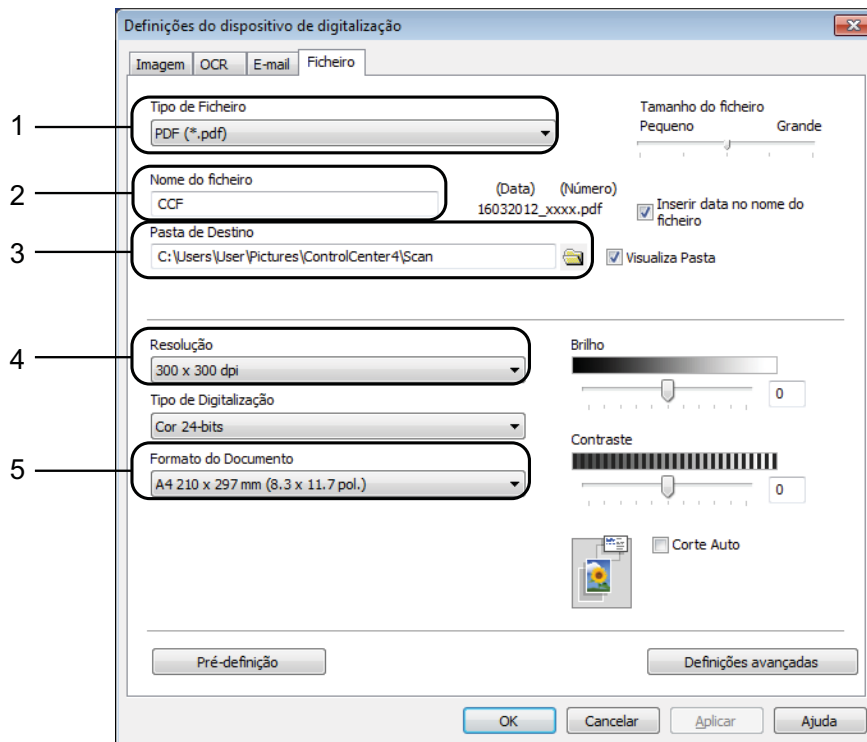 Definições do dispositivo de digitalização
Imagem OCR E-mail Ficheiro
1
Tipo de Ficheiro
PDF (*.pdf)
Tamanho do ficheiro
Pequeno Grande
2
Nome do ficheiro
CCF
(Data) (Número)
16032012_xxxx.pdf
Inserir data no nome do
ficheiro
3
Pasta de Destino
C:\Users\User\Pictures\ControlCenter4\Scan
Visualiza Pasta
4
Resolução
300 x 300 dpi
Brilho
0
Tipo de Digitalização
Cor 24-bits
Contraste
0
5
Formato do Documento
A4 210 x 297 mm (8.3 x 11.7 pol.)
Corte Auto
Pré-definição
Definições avançadas
OK Cancelar Aplicar Ajuda